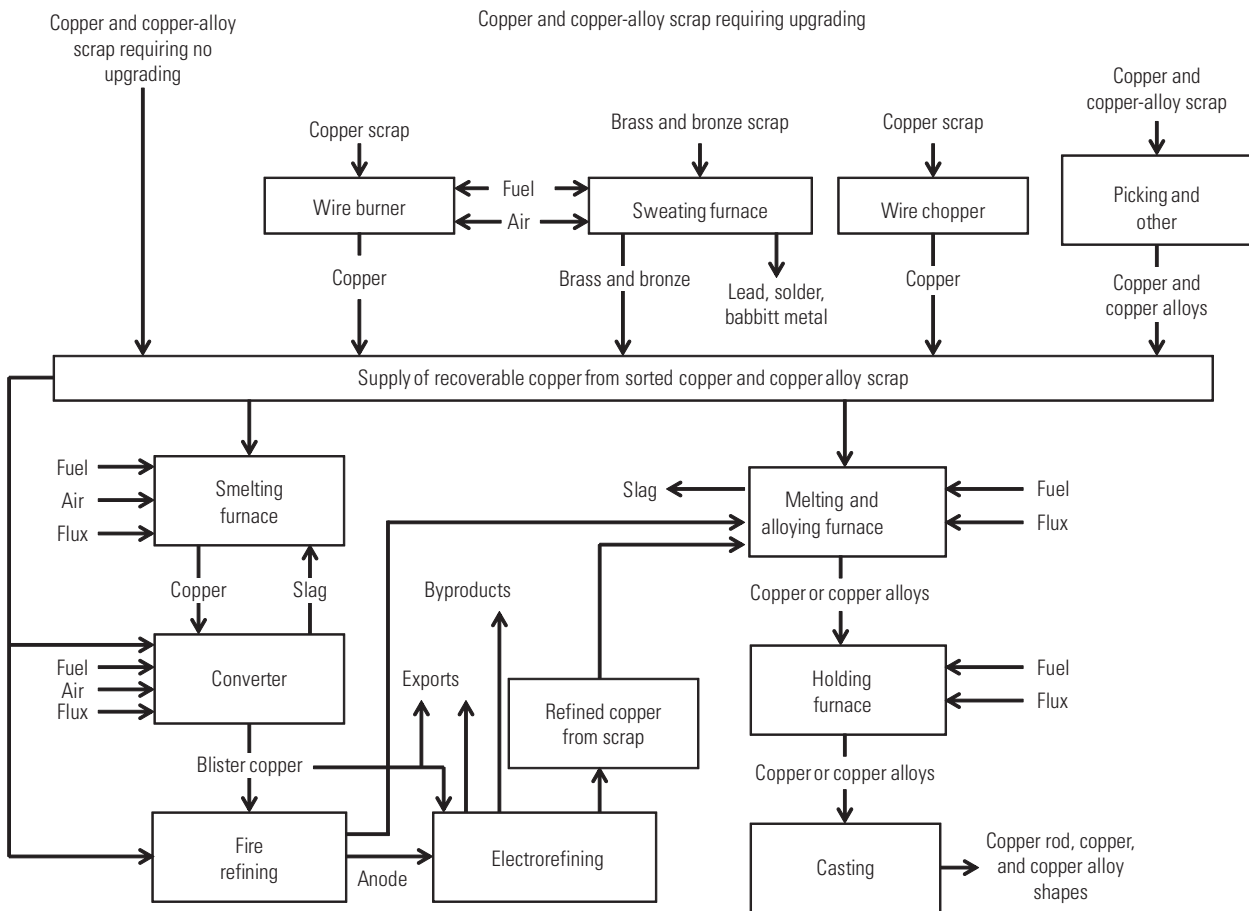 Copper and copper-alloy
scrap requiring no
upgrading
Copper and copper-alloy scrap requiring upgrading
Copper scrap
Brass and bronze scrap
Copper scrap
Copper and
copper-alloy scrap
Wire burner
Fuel
Air
Sweating furnace
Wire chopper
Picking and
other
Copper
Brass and bronze
Lead, solder,
babbitt metal
Copper
Copper and
copper alloys
Supply of recoverable copper from sorted copper and copper alloy scrap
Fuel
Air
Flux
Smelting
furnace
Slag
Melting and
alloying furnace
Fuel
Flux
Copper
Slag
Byproducts
Copper or copper alloys
Fuel
Air
Flux
Converter
Exports
Refined copper
from scrap
Holding
furnace
Fuel
Flux
Blister copper
Copper or copper alloys
Fire
refining
Anode
Electrorefining
Casting
Copper rod, copper,
and copper alloy
shapes